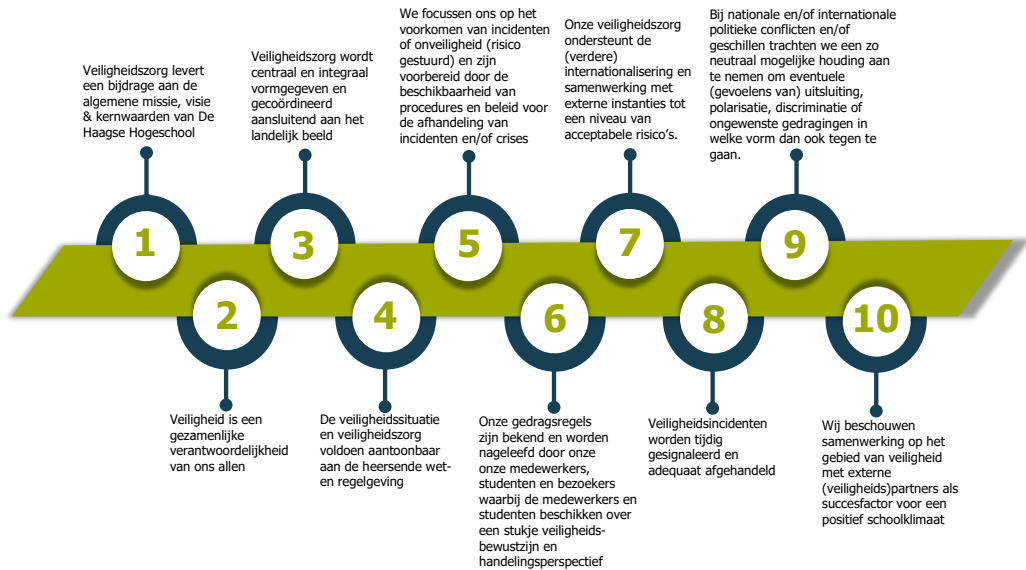 Veiligheidszorg levert
een bijdrage aan de
algemene missie, visie
& kernwaarden van De
Haagse Hogeschool
1
Veiligheid is een
gezamenlijke
verantwoordelijkheid
van ons allen
2
Veiligheidzorg wordt
centraal en integraal
vormgegeven en
gecoördineerd
aansluitend aan het
landelijk beeld
3
De veiligheidssituatie
en veiligheidzorg
voldoen aantoonbaar
aan de heersende wet-
en regelgeving
4
We focussen ons op het
voorkomen van incidenten
of onveiligheid (risico
gestuurd) en zijn
voorbereid door de
beschikbaarheid van
procedures en beleid voor
de afhandeling van
incidenten en/of crises
5
Onze gedragsregels
zijn bekend en worden
nageleefd door onze
onze medewerkers,
studenten en bezoekers
waarbij de medewerkers en
studenten beschikken over
een stukje veiligheids-
bewustzijn en
handelingsperspectief
6
Onze veiligheidszorg
ondersteunt de
(verdere)
internationalisering en
samenwerking met
externe instanties tot
een niveau van
acceptabele risico's.
7
Veiligheidsincidenten
worden tijdig
gesignaleerd en
adequaat afgehandeld
8
Bij nationale en/of internationale
politieke conflicten en/of
geschillen trachten we een zo
neutraal mogelijke houding aan
te nemen om eventuele
(gevoelens van) uitsluiting,
polarisatie, discriminatie of
ongewenste gedragingen in
welke vorm dan ook tegen te
gaan.
9
Wij beschouwen
samenwerking op het
gebied van veiligheid
met externe
(veiligheids)partners als
succesfactor voor een
positief schoolklimaat
10